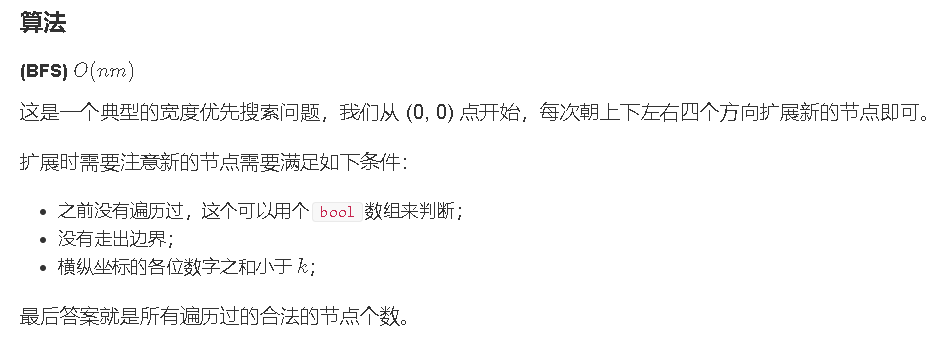 算法
(BFS) O(nm)
这是一个典型的宽度优先搜索问题，我们从 (0, 0) 点开始，每次朝上下左右四个方向扩展新的节点即可。
扩展时需要注意新的节点需要满足如下条件：
• 之前没有遍历过，这个可以用个 bool 数组来判断；
• 没有走出边界；
• 横纵坐标的各位数字之和小于 k；
最后答案就是所有遍历过的合法的节点个数。